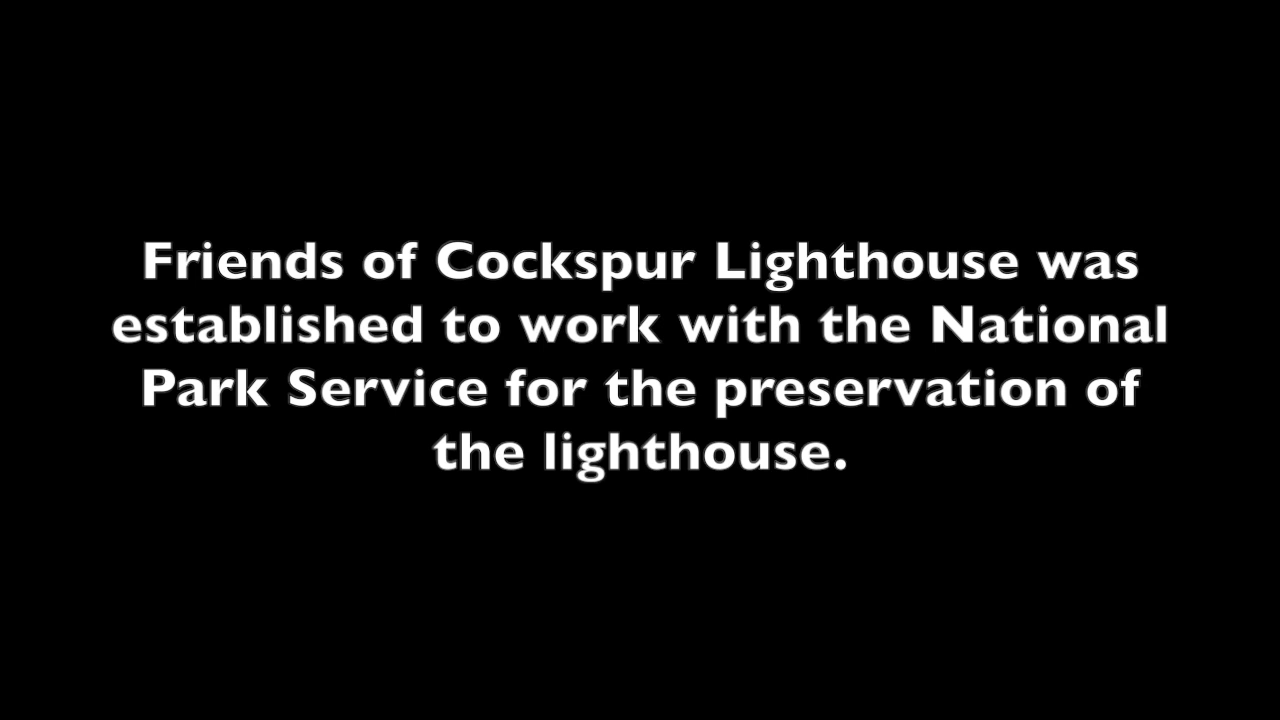 Friends of Cockspur Lighthouse was
established to work with the National
Park Service for the preservation of
the lighthouse.